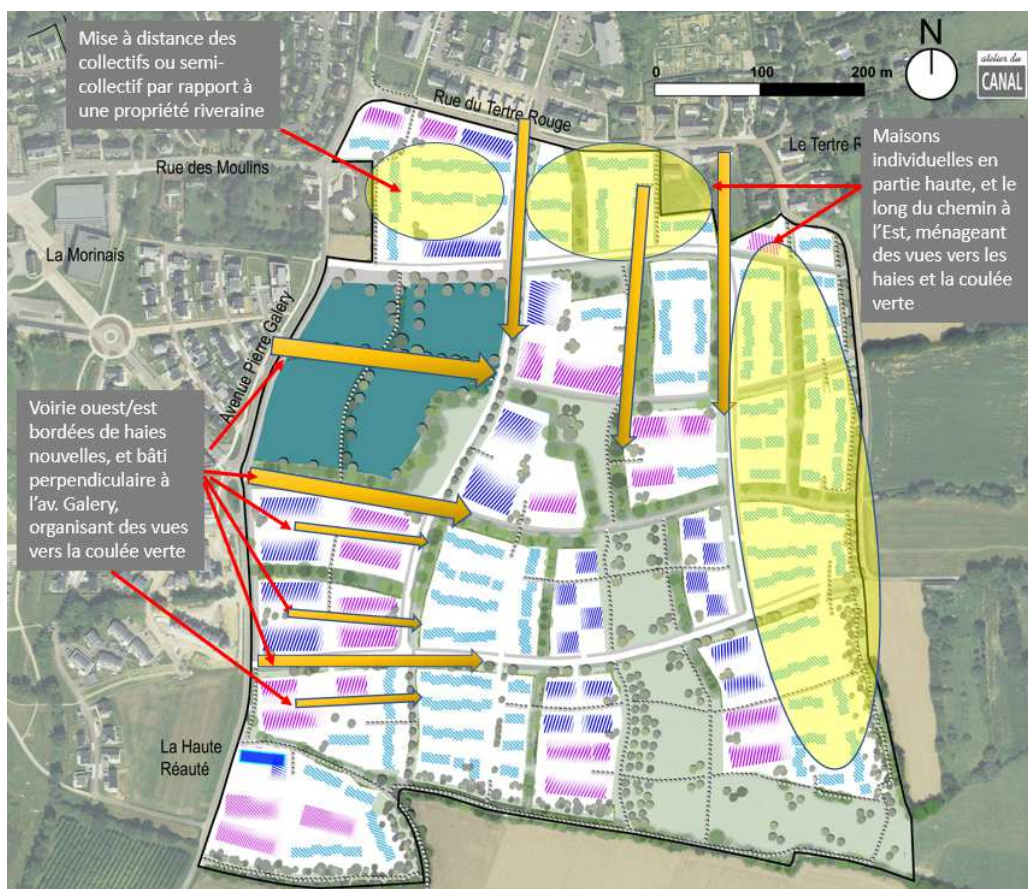 Mise à distance des
collectifs ou semi-
collectif par rapport à
une propriété riveraine
N
0
100
200 m
atelier du
CANAL
Rue du Tertre Rouge
Le Tertre R
Rue des Moulins
Maisons
individuelles en
partie haute, et le
long du chemin à
l'Est, ménageant
des vues vers les
haies et la coulée
verte
La Morinais
Avenue Pierre Galery
Voirie ouest/est
bordées de haies
nouvelles, et bâti
perpendiculaire à
l'av. Galery,
organisant des vues
vers la coulée verte
La Haute
Réauté